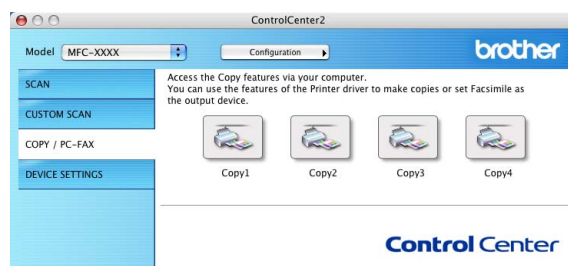 ControlCenter2
Model MFC-XXXX Configuration brother
SCAN
CUSTOM SCAN
COPY / PC-FAX
DEVICE SETTINGS
Access the Copy features via your computer.
You can use the features of the Printer driver to make copies or set Facsimile as
the output device.
Copy1 Copy2 Copy3 Copy4
Control Center